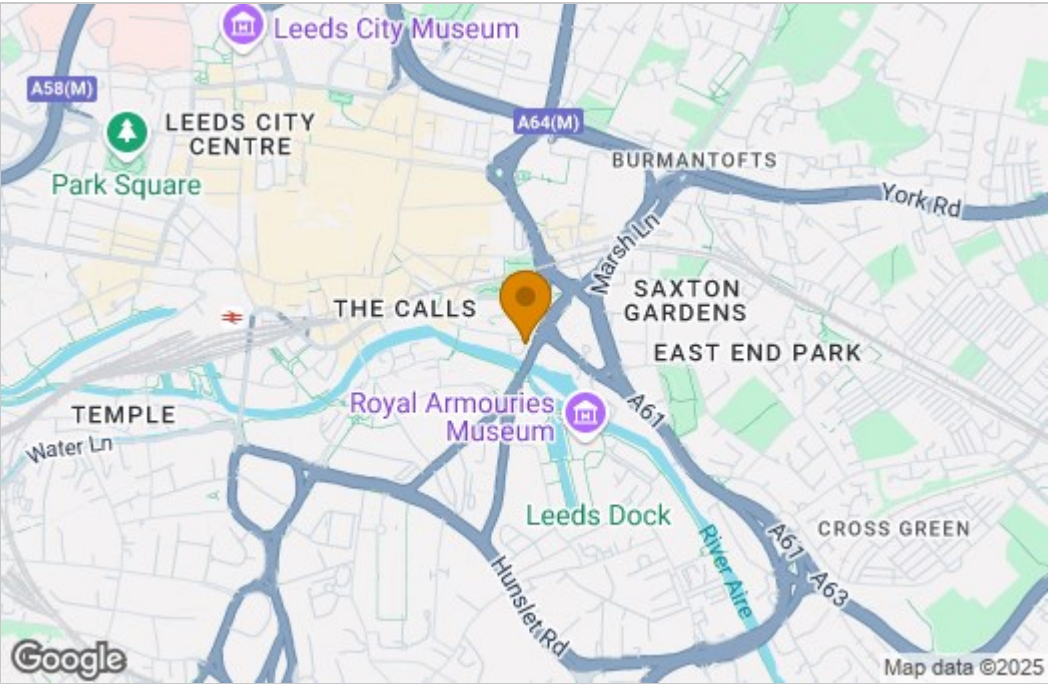 Leeds City Museum
A58(M)
LEEDS CITY
CENTRE
A64(M)
BURMANTOFTS
Park Square
York Rd
Marsh Ln
SAXTON
GARDENS
THE CALLS
EAST END PARK
Royal Armouries
Museum
A61
TEMPLE
Water Ln
Leeds Dock
River Aire
A61
CROSS GREEN
A63
Hunslet Rd
Google
Map data ©2025